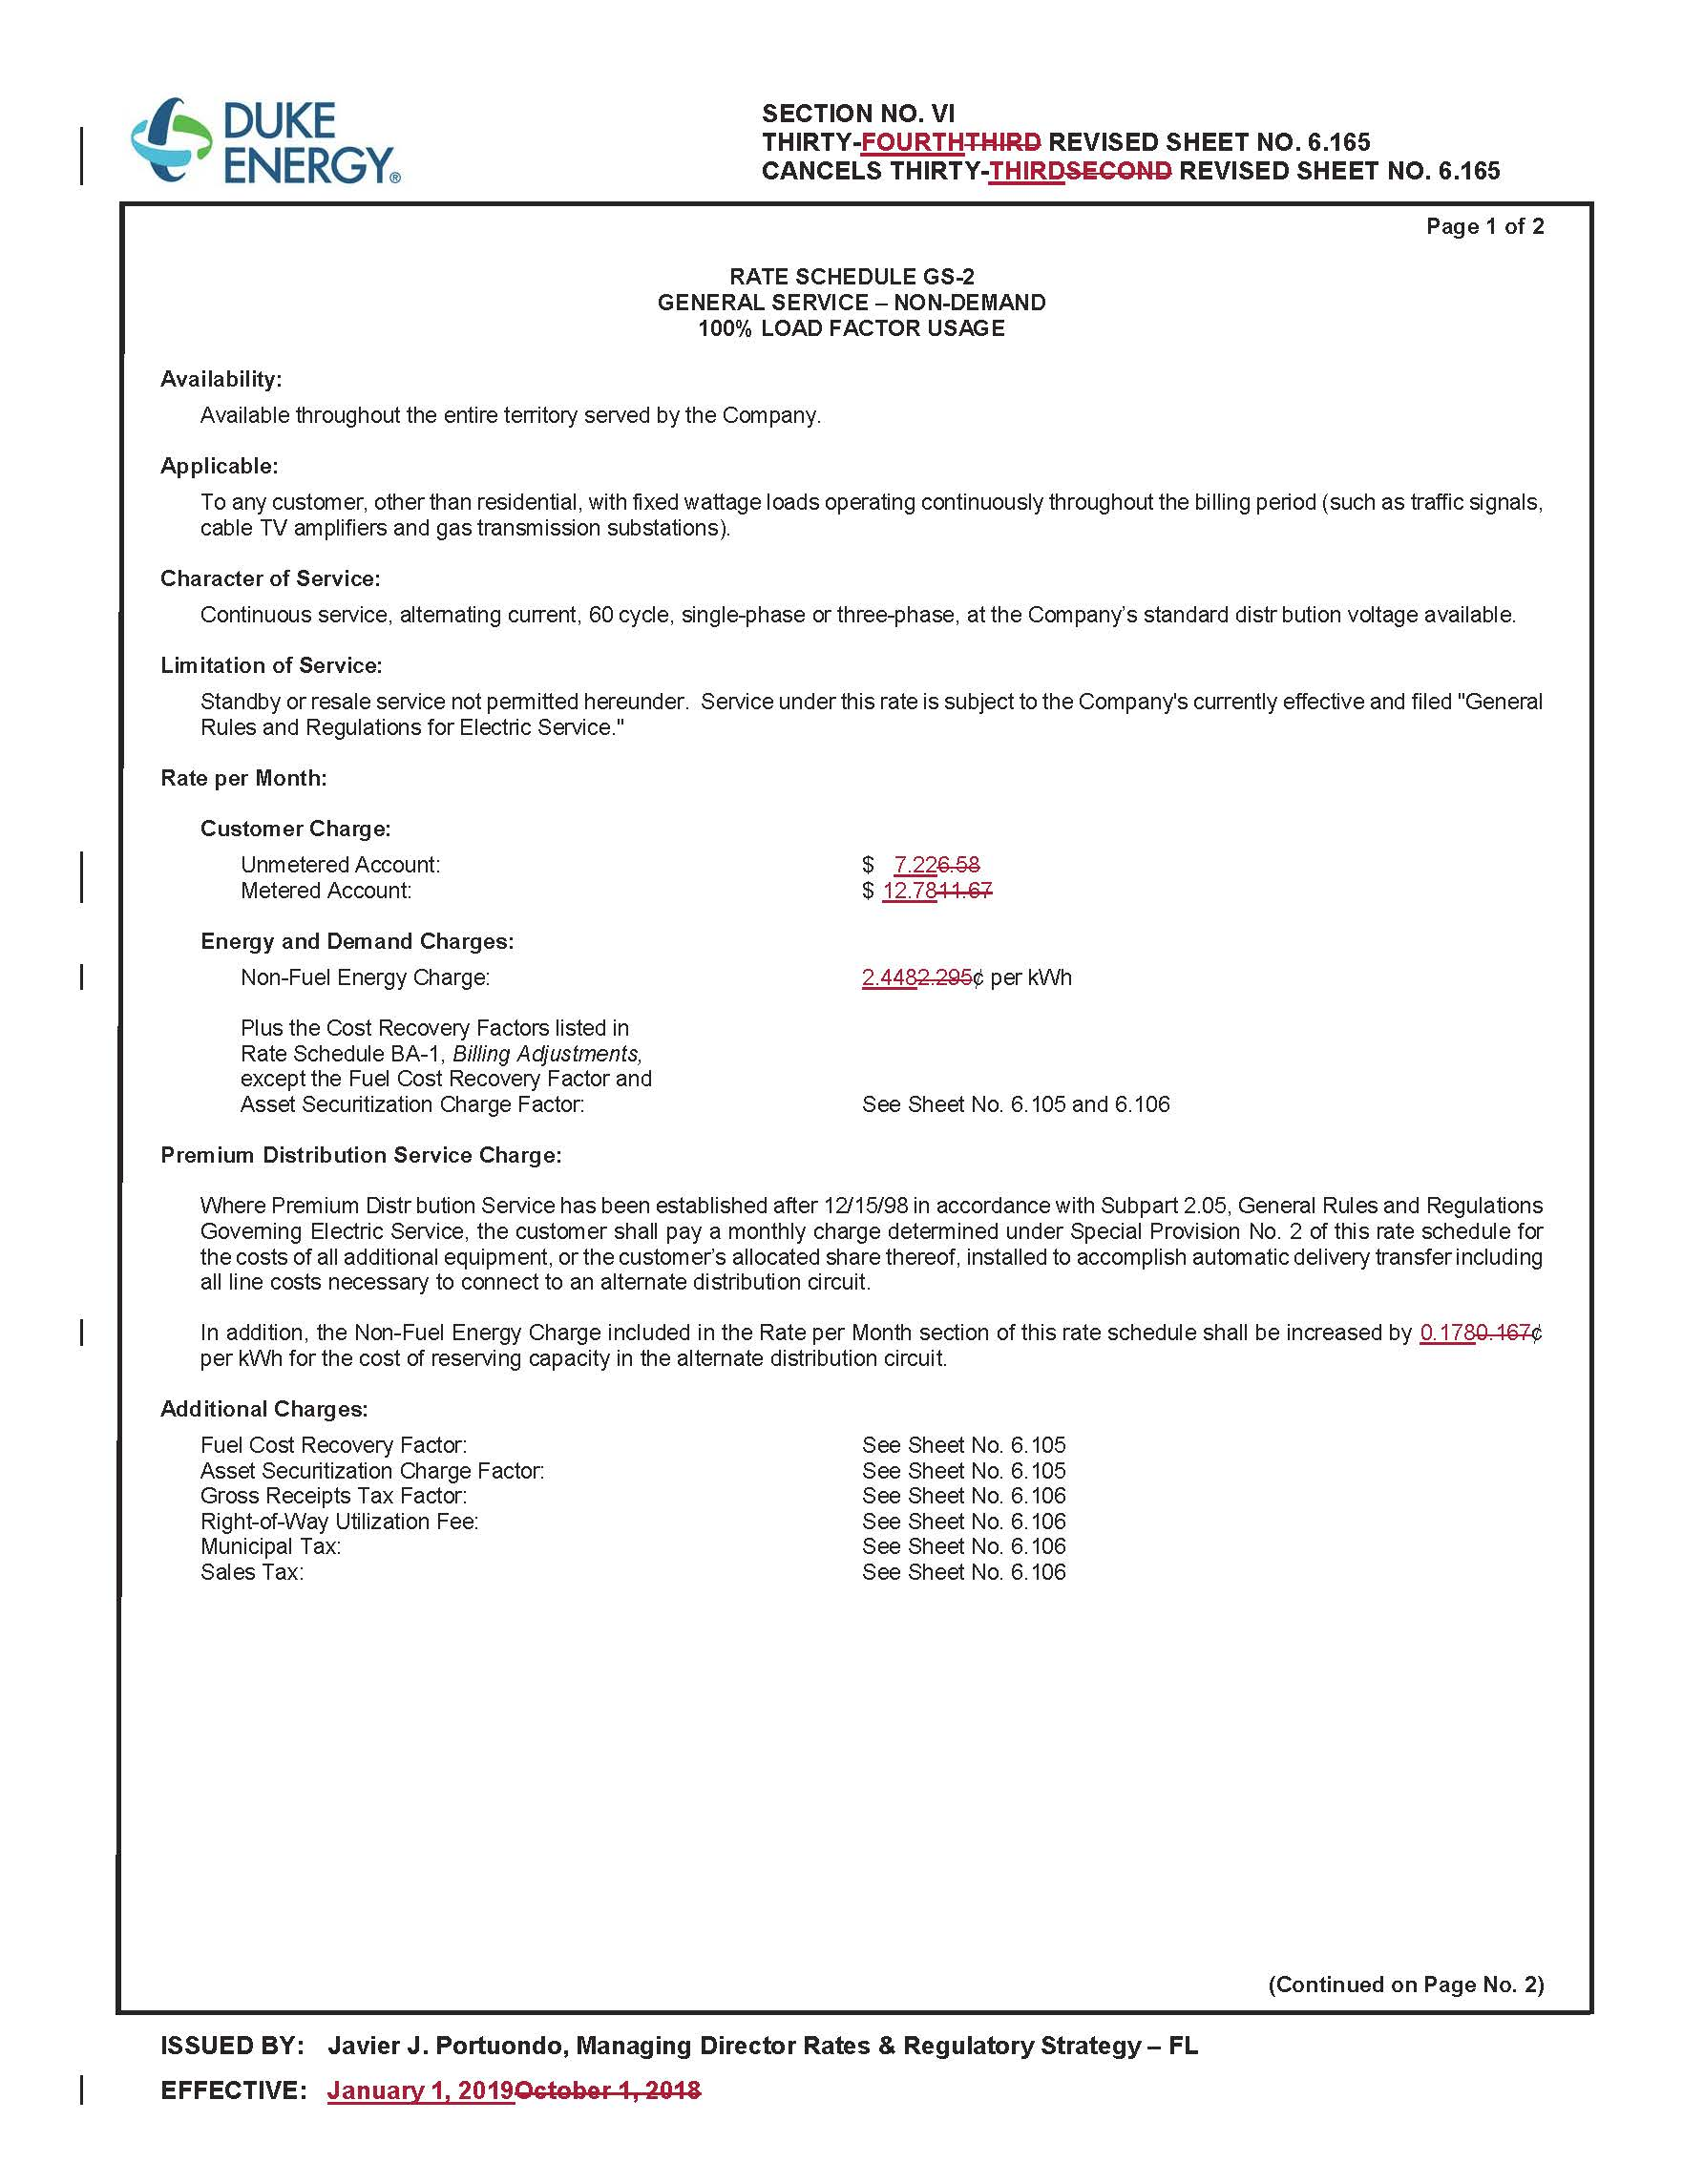 DUKE
ENERGY®
SECTION NO. VI
THIRTY-FOURTHTHIRD REVISED SHEET NO. 6.165
CANCELS THIRTY-THIRDSECOND REVISED SHEET NO. 6.165
Page 1 of 2
RATE SCHEDULE GS-2
GENERAL SERVICE – NON-DEMAND
100% LOAD FACTOR USAGE
Availability:
Available throughout the entire territory served by the Company.
Applicable:
To any customer, other than residential, with fixed wattage loads operating continuously throughout the billing period (such as traffic signals,
cable TV amplifiers and gas transmission substations).
Character of Service:
Continuous service, alternating current, 60 cycle, single-phase or three-phase, at the Company’s standard distr bution voltage available.
Limitation of Service:
Standby or resale service not permitted hereunder.  Service under this rate is subject to the Company's currently effective and filed "General
Rules and Regulations for Electric Service."
Rate per Month:
Customer Charge:
Unmetered Account: $ 7.226.58
Metered Account: $ 12.7811.67
Energy and Demand Charges:
Non-Fuel Energy Charge: 2.4482.295¢ per kWh
Plus the Cost Recovery Factors listed in
Rate Schedule BA-1, Billing Adjustments,
except the Fuel Cost Recovery Factor and
Asset Securitization Charge Factor: See Sheet No. 6.105 and 6.106
Premium Distribution Service Charge:
Where Premium Distr bution Service has been established after 12/15/98 in accordance with Subpart 2.05, General Rules and Regulations
Governing Electric Service, the customer shall pay a monthly charge determined under Special Provision No. 2 of this rate schedule for
the costs of all additional equipment, or the customer’s allocated share thereof, installed to accomplish automatic delivery transfer including
all line costs necessary to connect to an alternate distribution circuit.
In addition, the Non-Fuel Energy Charge included in the Rate per Month section of this rate schedule shall be increased by 0.1780.167¢
per kWh for the cost of reserving capacity in the alternate distribution circuit.
Additional Charges:
Fuel Cost Recovery Factor: See Sheet No. 6.105
Asset Securitization Charge Factor: See Sheet No. 6.105
Gross Receipts Tax Factor: See Sheet No. 6.106
Right-of-Way Utilization Fee: See Sheet No. 6.106
Municipal Tax: See Sheet No. 6.106
Sales Tax: See Sheet No. 6.106
(Continued on Page No. 2)
ISSUED BY: Javier J. Portuondo, Managing Director Rates & Regulatory Strategy – FL
EFFECTIVE: January 1, 2019October 1, 2018